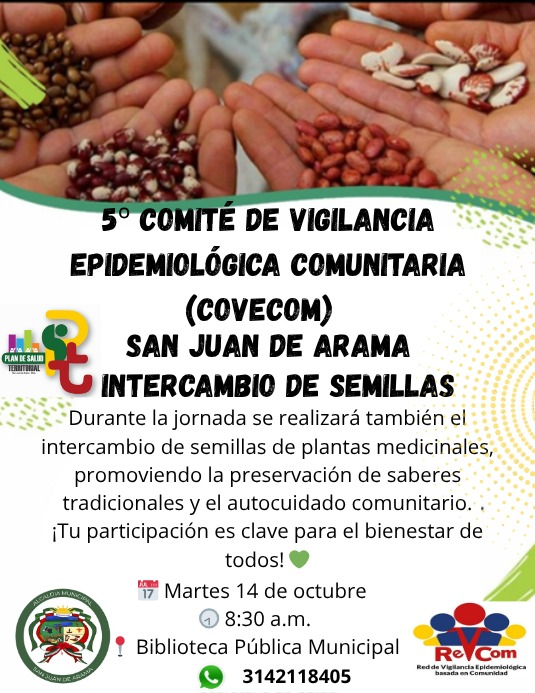 5° COMITÉ DE VIGILANCIA
EPIDEMIOLÓGICA COMUNITARIA
(COVECOM)
SAN JUAN DE ARAMA
INTERCAMBIO DE SEMILLAS
PLAN DE SALUD
TERRITORIAL
Durante la jornada se realizará también el
intercambio de semillas de plantas medicinales,
promoviendo la preservación de saberes
tradicionales y el autocuidado comunitario. .
¡Tu participación es clave para el bienestar de
todos! 💚
📅 Martes 14 de octubre
🕣 8:30 a.m.
📍 Biblioteca Pública Municipal
3142118405
ALCALDIA MUNICIPAL
SAN JUAN DE ARAMA
ReVCom
Red de Vigilancia Epidemiológica
basada en Comunidad